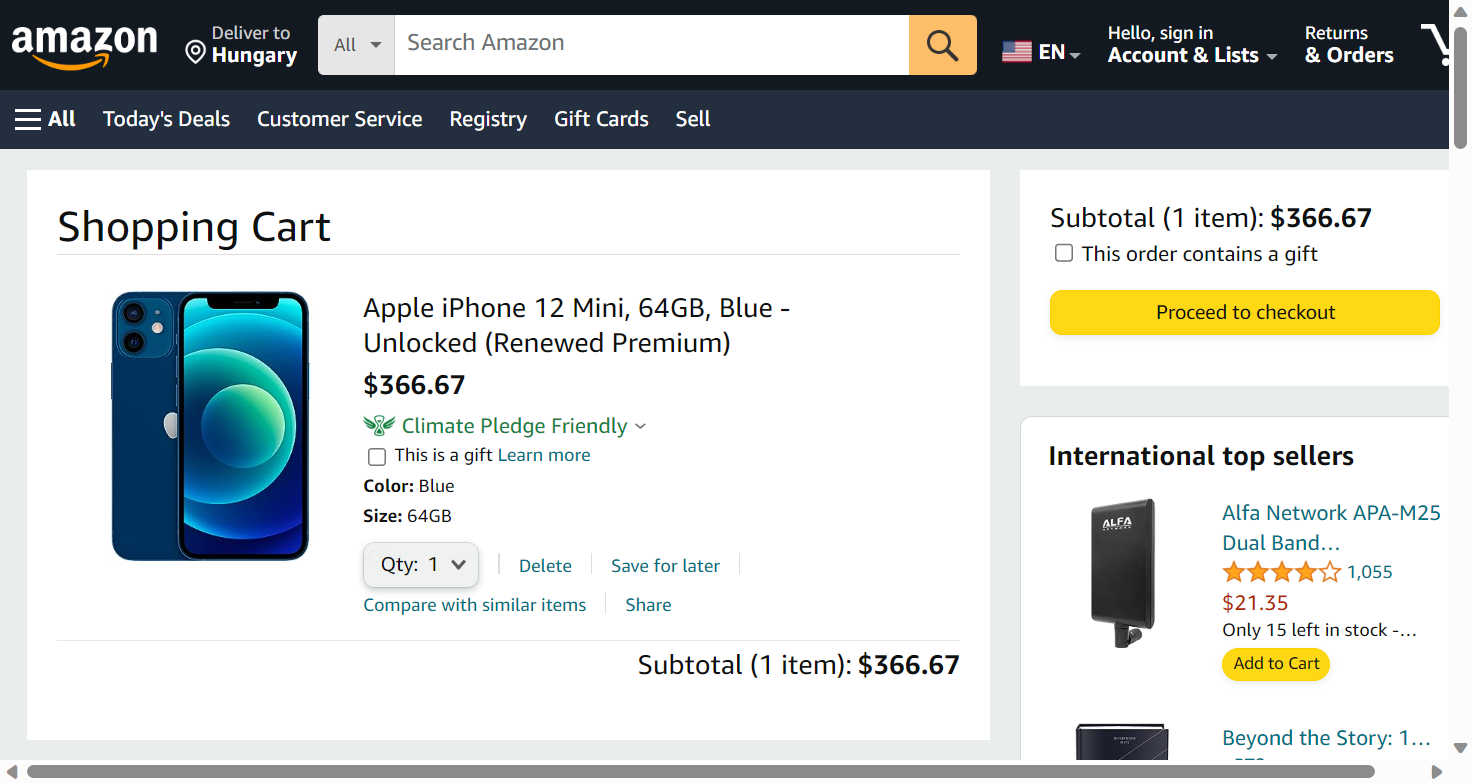 amazon
Deliver to
Hungary
All
Search Amazon
EN
Hello, sign in
Account & Lists
Returns
& Orders
All
Today's Deals
Customer Service
Registry
Gift Cards
Sell
Shopping Cart
Apple iPhone 12 Mini, 64GB, Blue -
Unlocked (Renewed Premium)
$366.67
Climate Pledge Friendly
This is a gift Learn more
Color: Blue
Size: 64GB
Qty: 1
Delete
Save for later
Compare with similar items
Share
Subtotal (1 item): $366.67
Subtotal (1 item): $366.67
This order contains a gift
Proceed to checkout
International top sellers
ALFA
Alfa Network APA-M25
Dual Band…
1,055
$21.35
Only 15 left in stock -…
Add to Cart
Beyond the Story: 1…